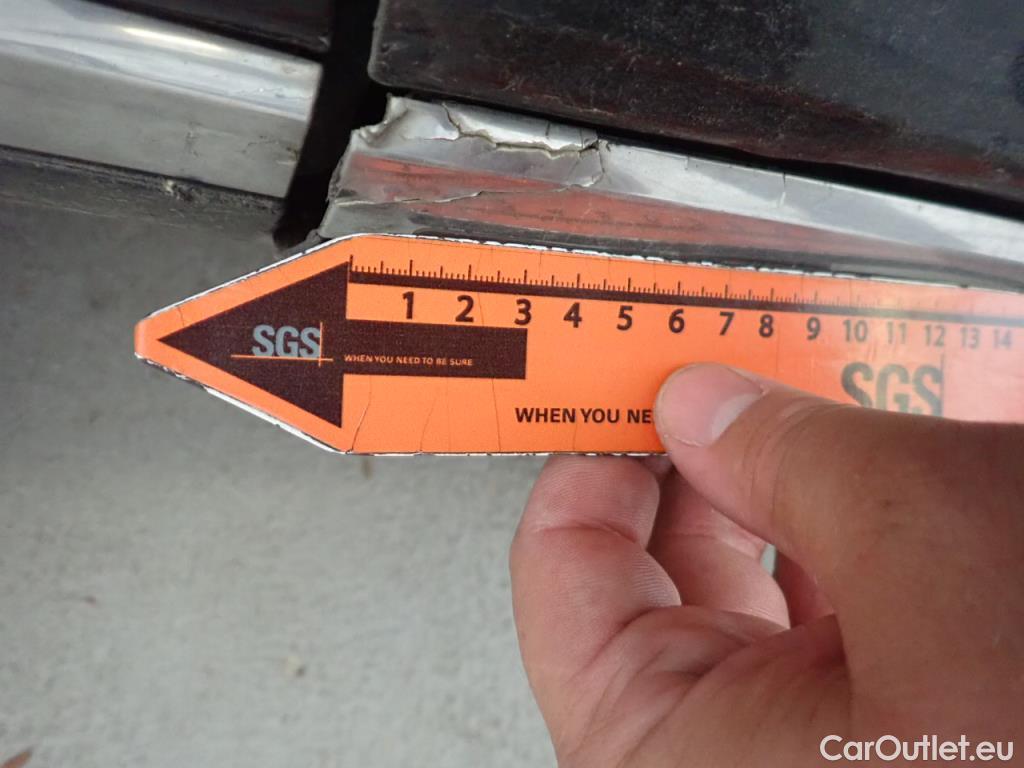 1 2 3 4 5 6 7 8 9 10 11 12 13 14
SGS
WHEN YOU NEED TO BE SURE
SGS
WHEN YOU NE
CarOutlet.eu